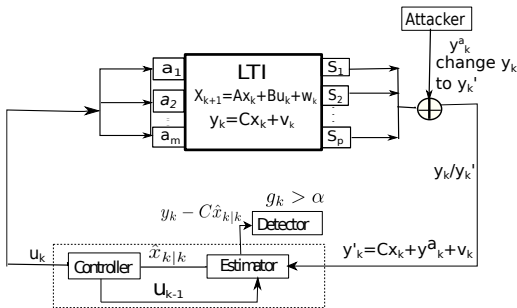 Attacker
y^a_k
change y_k
to y_k'
LTI
X_{k+1}=Ax_k+Bu_k+w_k
y_k=Cx_k+v_k
a_1
a_2
⋮
a_m
S_1
S_2
⋮
S_p
y_k/y_k'
g_k > α
y_k − Cx̂_{k|k}
Detector
y'_k=Cx_k+y^a_k+v_k
u_k
Controller
x̂_{k|k}
Estimator
u_{k-1}